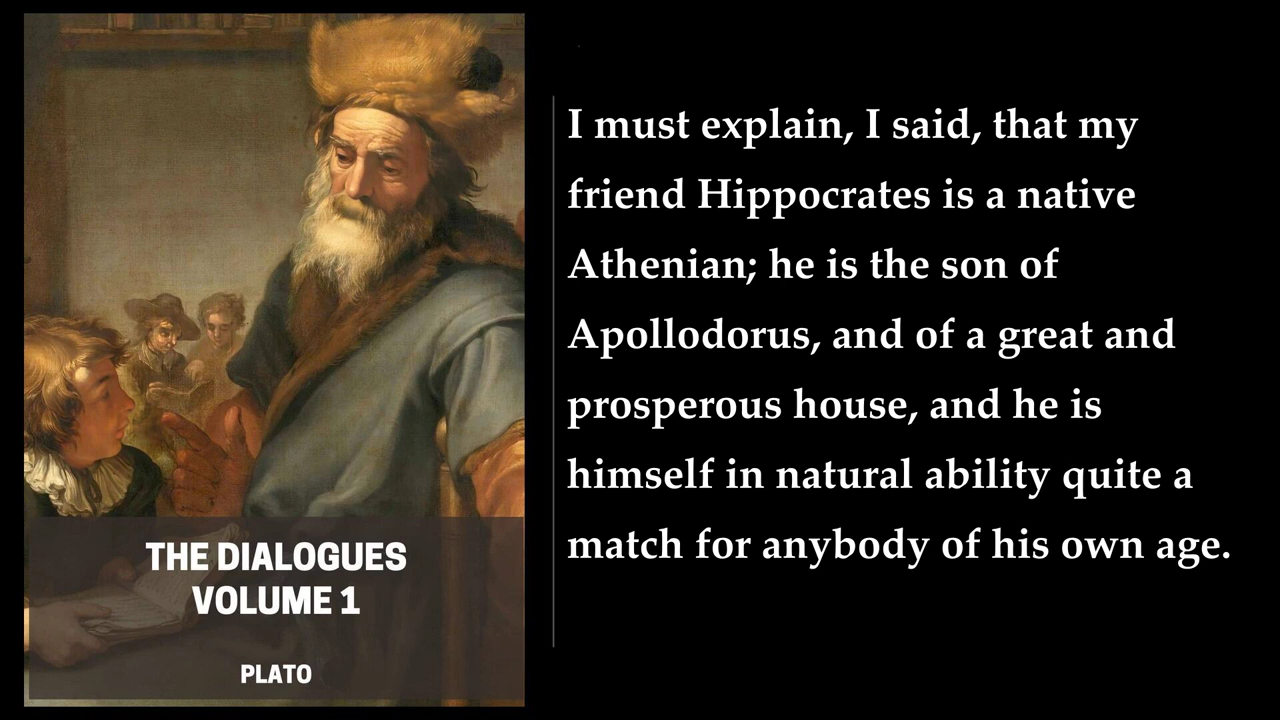 THE DIALOGUES
VOLUME 1
PLATO
I must explain, I said, that my
friend Hippocrates is a native
Athenian; he is the son of
Apollodorus, and of a great and
prosperous house, and he is
himself in natural ability quite a
match for anybody of his own age.